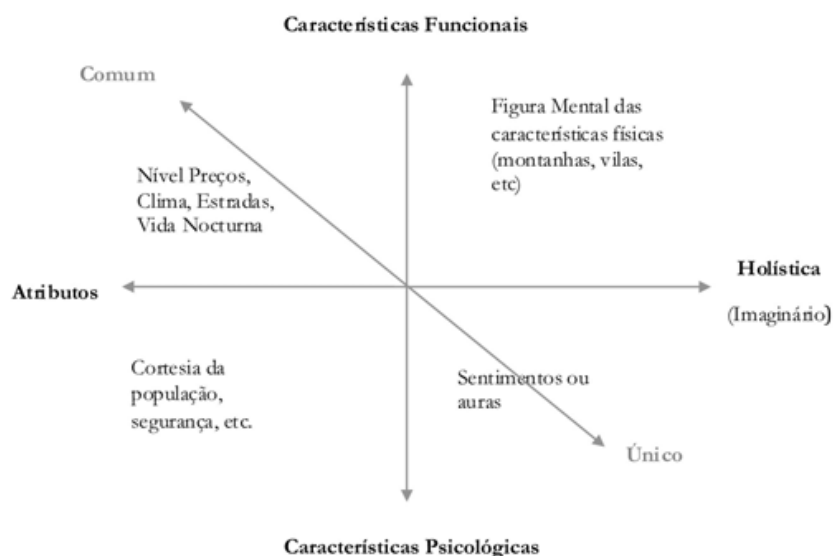 Características Funcionais
Comum
Figura Mental das
características físicas
(montanhas, vilas,
etc)
Nível Preços,
Clima, Estradas,
Vida Nocturna
Holística
Atributos
(Imaginário)
Cortesia da
população,
segurança, etc.
Sentimentos ou
auras
Único
Características Psicológicas